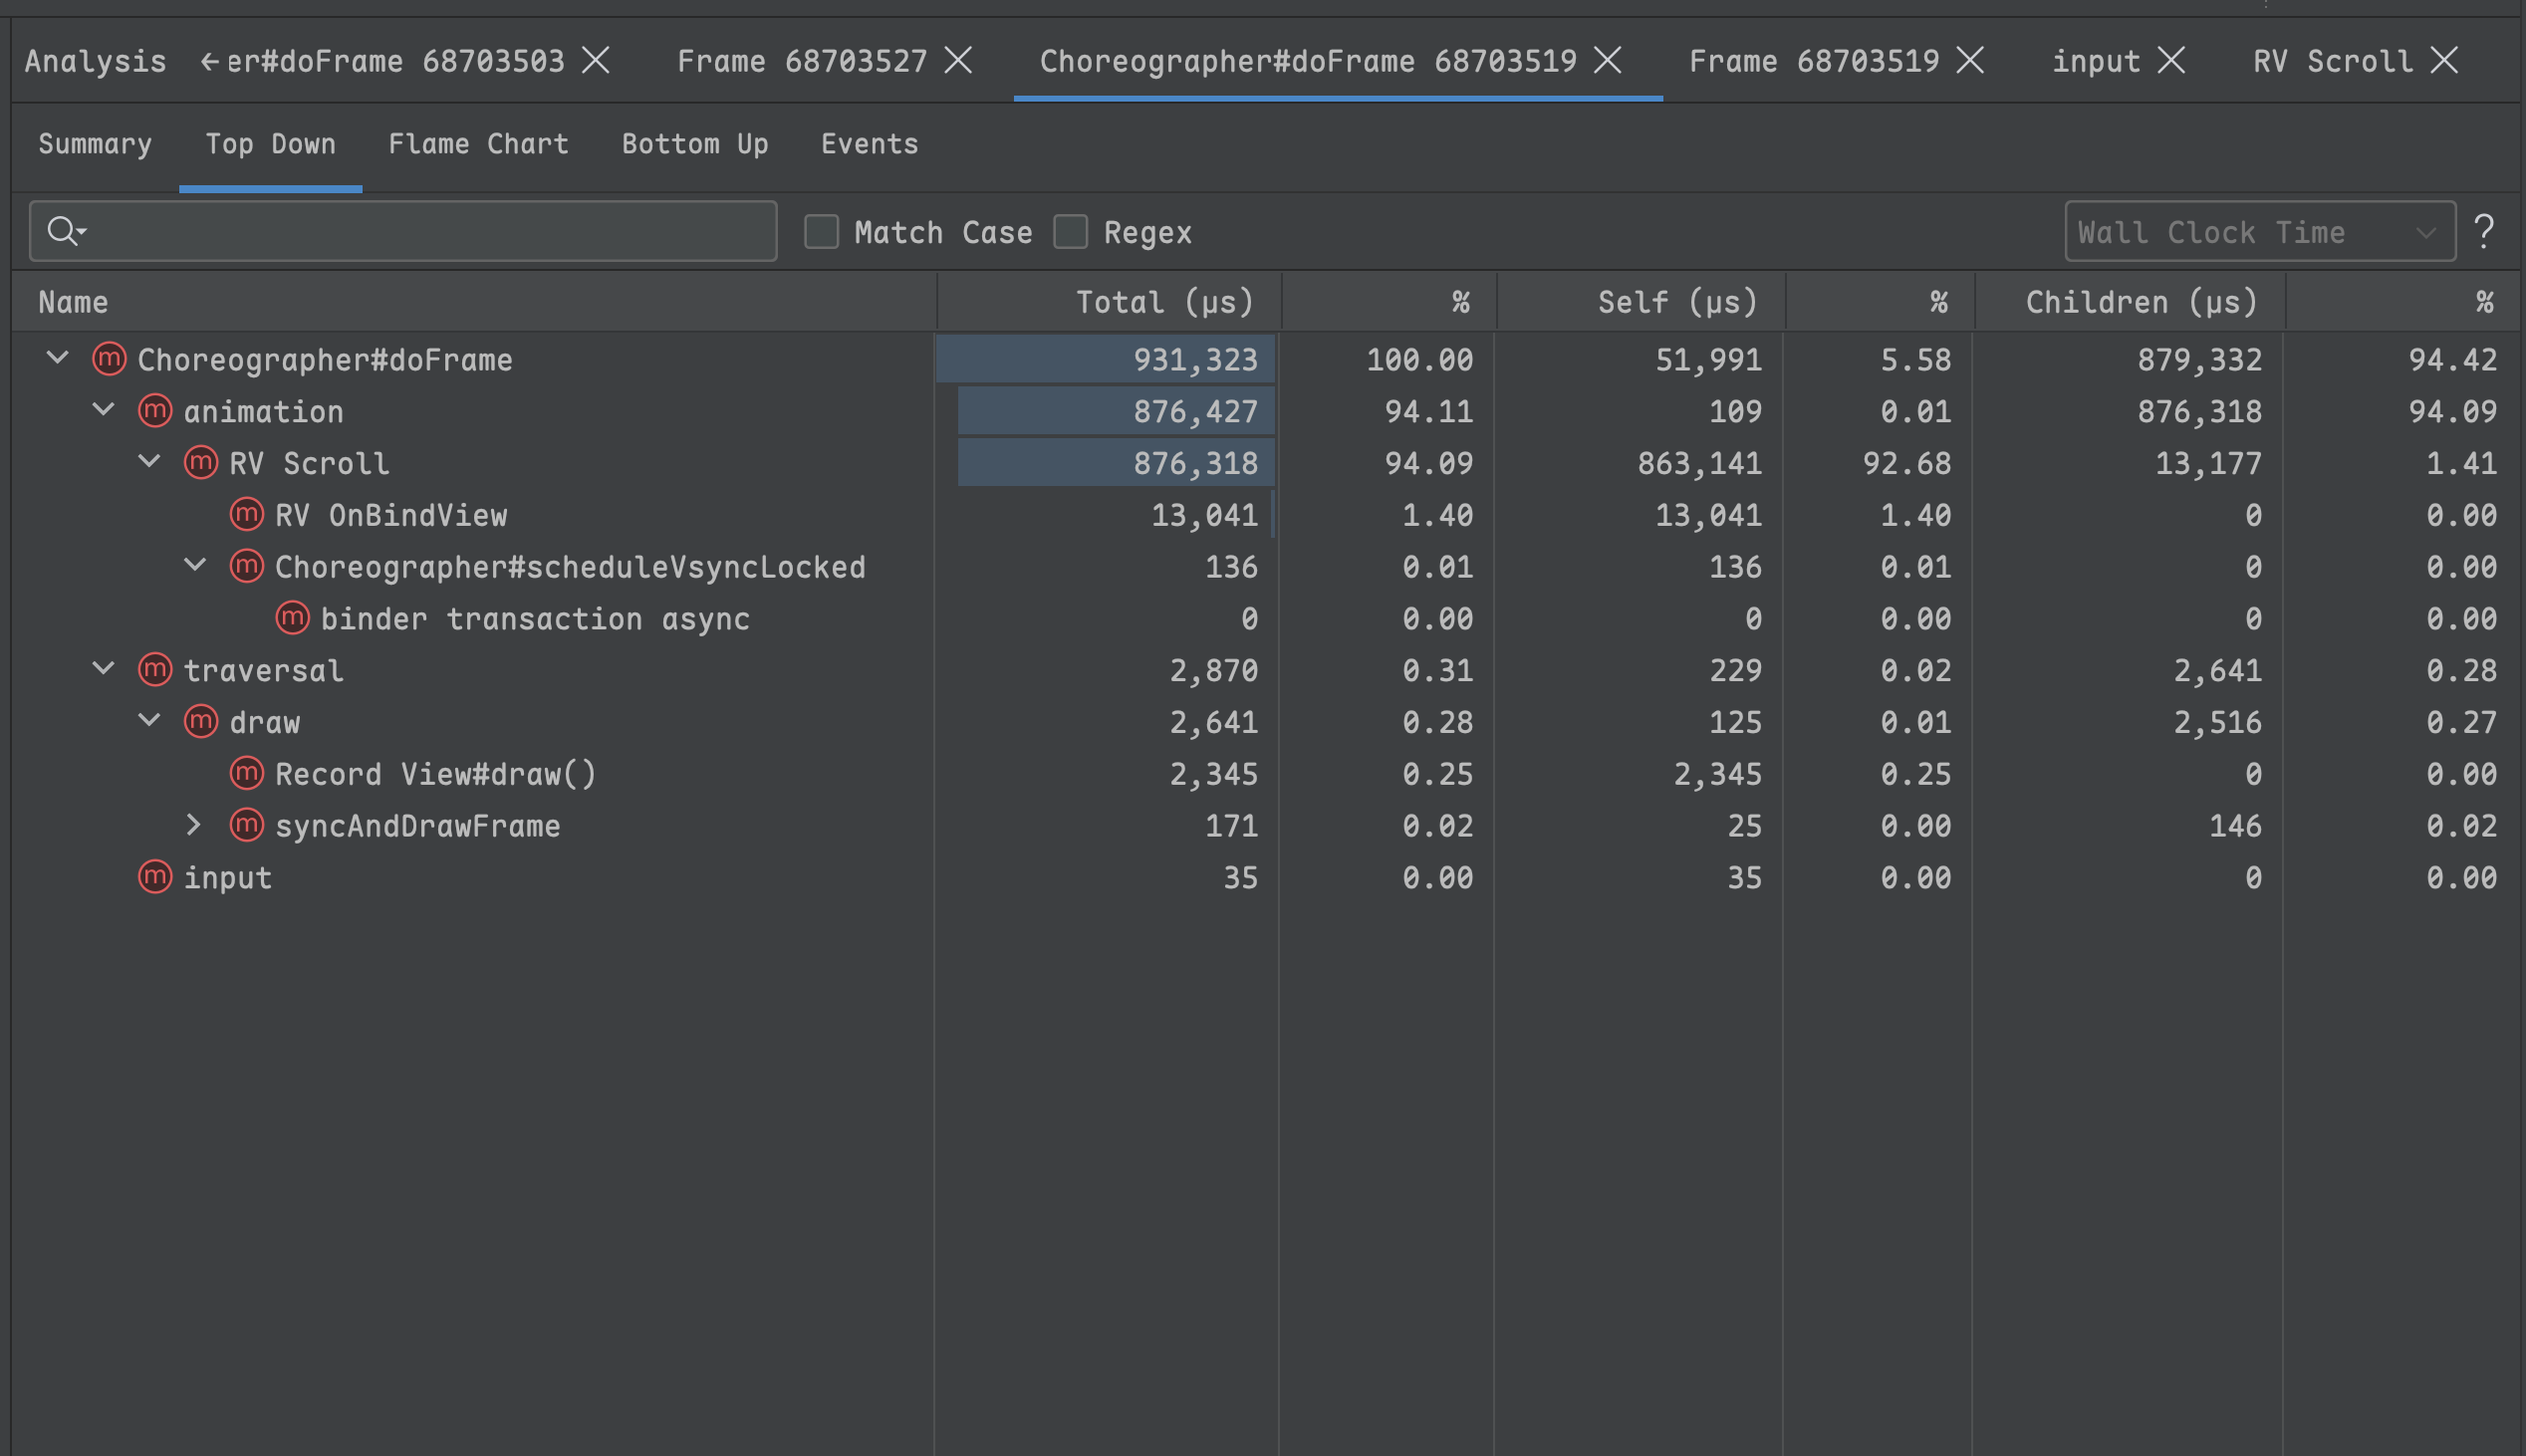 Analysis ←er#doFrame 68703503 Frame 68703527 Choreographer#doFrame 68703519 Frame 68703519 input RV Scroll
Summary Top Down Flame Chart Bottom Up Events
Match Case Regex Wall Clock Time ?
Name Total (μs) % Self (μs) % Children (μs) %
m Choreographer#doFrame 931,323 100.00 51,991 5.58 879,332 94.42
m animation 876,427 94.11 109 0.01 876,318 94.09
m RV Scroll 876,318 94.09 863,141 92.68 13,177 1.41
m RV OnBindView 13,041 1.40 13,041 1.40 0 0.00
m Choreographer#scheduleVsyncLocked 136 0.01 136 0.01 0 0.00
m binder transaction async 0 0.00 0 0.00 0 0.00
m traversal 2,870 0.31 229 0.02 2,641 0.28
m draw 2,641 0.28 125 0.01 2,516 0.27
m Record View#draw() 2,345 0.25 2,345 0.25 0 0.00
m syncAndDrawFrame 171 0.02 25 0.00 146 0.02
m input 35 0.00 35 0.00 0 0.00